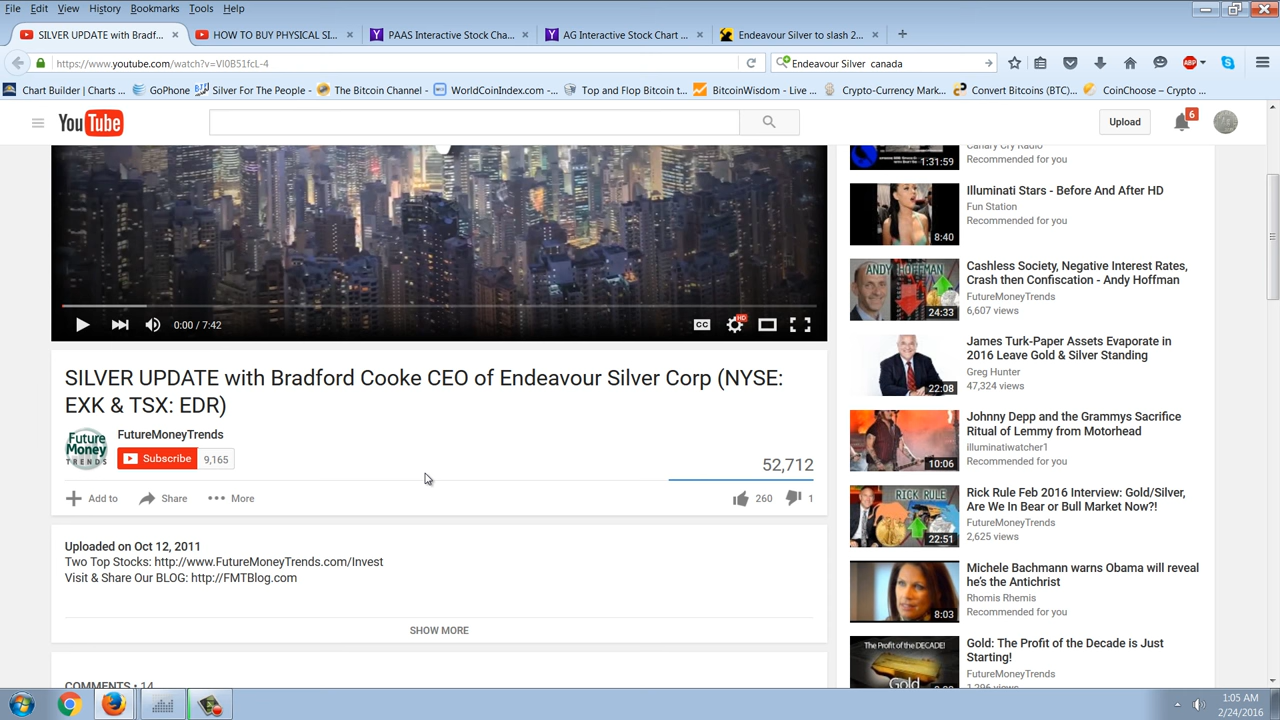 File Edit View History Bookmarks Tools Help
SILVER UPDATE with Bradf... × HOW TO BUY PHYSICAL SI... × PAAS Interactive Stock Cha... × AG Interactive Stock Chart ... × Endeavour Silver to slash 2... × +
https://www.youtube.com/watch?v=VI0B51fcL-4
Endeavour Silver canada
ABP
Chart Builder | Charts ... GoPhone Silver For The People - The Bitcoin Channel - WorldCoinIndex.com -... Top and Flop Bitcoin t... BitcoinWisdom - Live ... Crypto-Currency Mark... Convert Bitcoins (BTC)... CoinChoose – Crypto ...
YouTube
Upload
6
0:00 / 7:42
CC
HD
SILVER UPDATE with Bradford Cooke CEO of Endeavour Silver Corp (NYSE:
EXK & TSX: EDR)
Future
Money
TRENDS
FutureMoneyTrends
Subscribe 9,165
52,712
Add to Share More
260 1
Uploaded on Oct 12, 2011
Two Top Stocks: http://www.FutureMoneyTrends.com/Invest
Visit & Share Our BLOG: http://FMTBlog.com
SHOW MORE
COMMENTS • 14
1:31:59
Canary Cry Radio
Recommended for you
8:40
Illuminati Stars - Before And After HD
Fun Station
Recommended for you
ANDY HOFFMAN
24:33
Cashless Society, Negative Interest Rates,
Crash then Confiscation - Andy Hoffman
FutureMoneyTrends
6,607 views
22:08
James Turk-Paper Assets Evaporate in
2016 Leave Gold & Silver Standing
Greg Hunter
47,324 views
10:06
Johnny Depp and the Grammys Sacrifice
Ritual of Lemmy from Motorhead
illuminatiwatcher1
Recommended for you
RICK RULE
22:51
Rick Rule Feb 2016 Interview: Gold/Silver,
Are We In Bear or Bull Market Now?!
FutureMoneyTrends
2,625 views
8:03
Michele Bachmann warns Obama will reveal
he's the Antichrist
Rhomis Rhemis
Recommended for you
The Profit of the DECADE!
Gold
Gold: The Profit of the Decade is Just
Starting!
FutureMoneyTrends
1:05 AM
2/24/2016